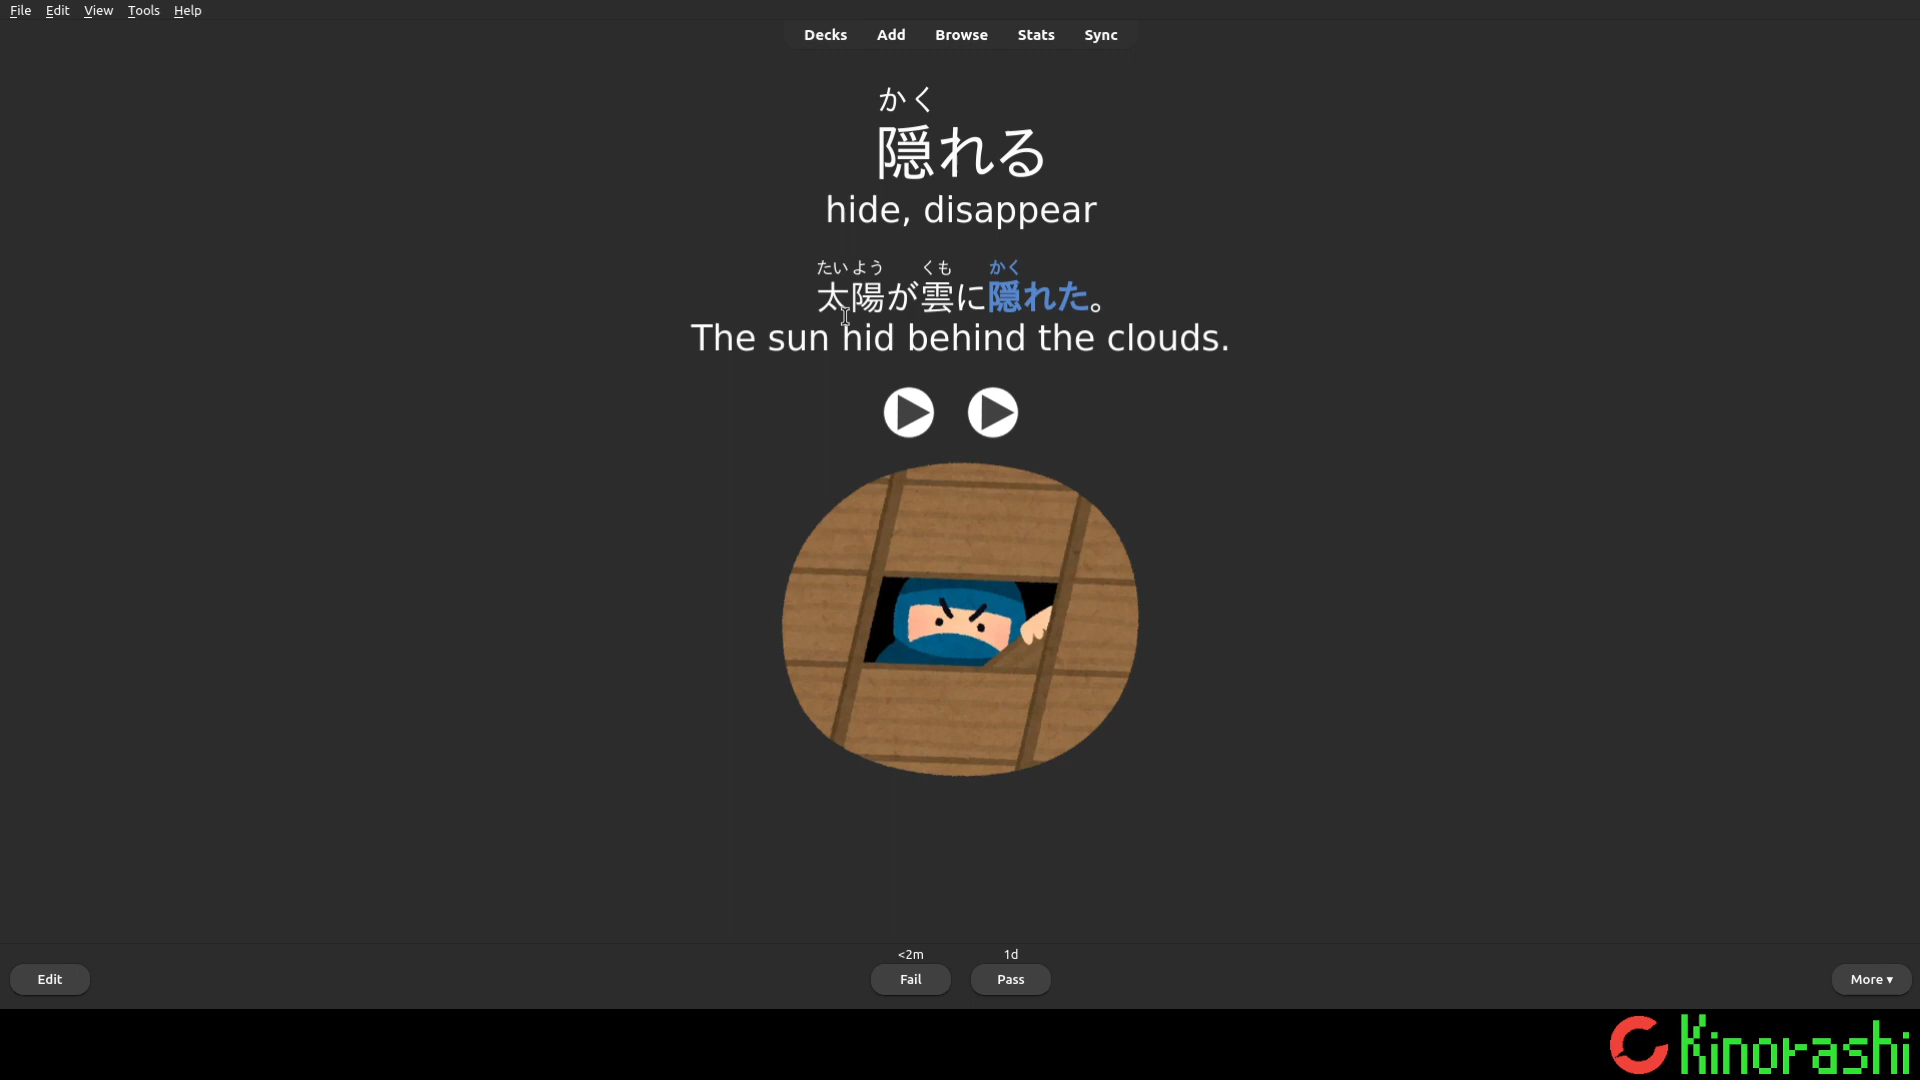 File Edit View Tools Help
Decks Add Browse Stats Sync
かく
隠れる
hide, disappear
たいよう くも かく
太陽が雲に隠れた。
The sun hid behind the clouds.
<2m 1d
Edit Fail Pass More ▾
Kinorashi